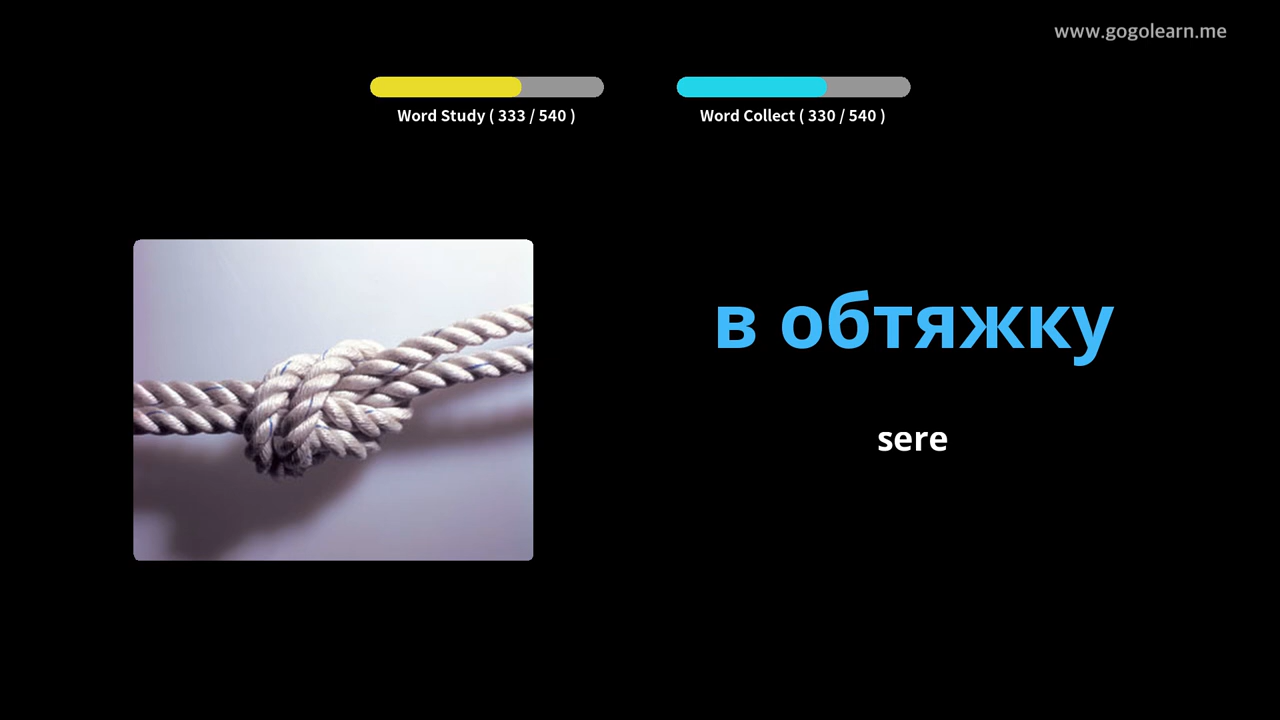 www.gogolearn.me
Word Study ( 333 / 540 )
Word Collect ( 330 / 540 )
в обтяжку
sere